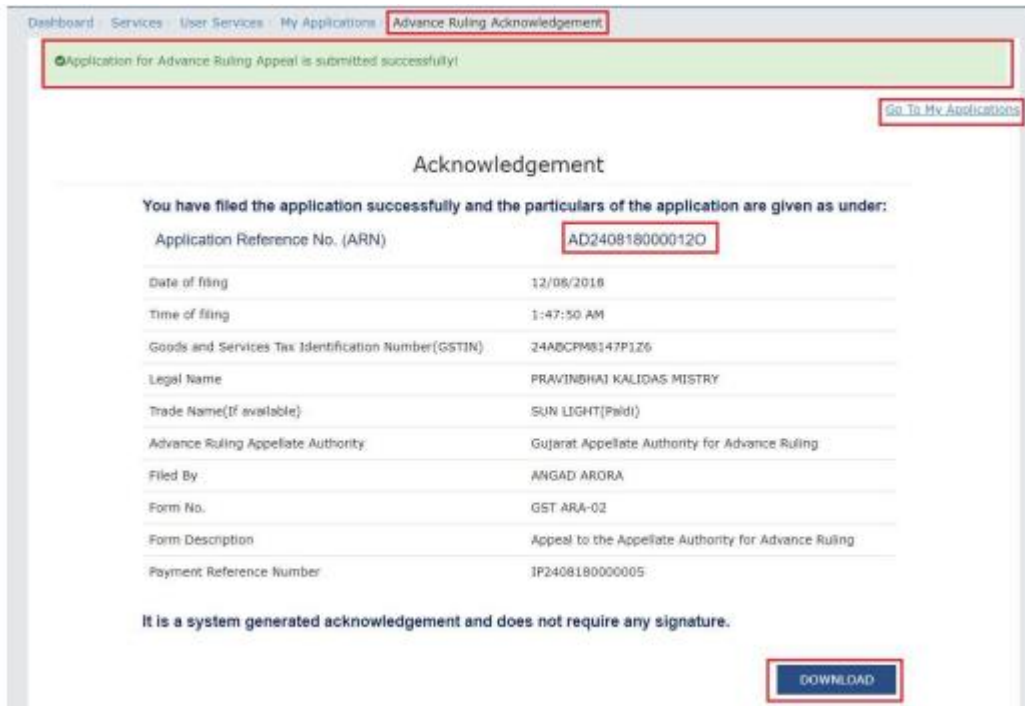 Dashboard Services User Services My Applications Advance Ruling Acknowledgement
Application for Advance Ruling Appeal is submitted successfully!
Go To My Applications
Acknowledgement
You have filed the application successfully and the particulars of the application are given as under:
Application Reference No. (ARN) AD240818000012O
Date of filing 12/08/2018
Time of filing 1:47:50 AM
Goods and Services Tax Identification Number(GSTIN) 24ABCPM8147P1Z6
Legal Name PRAVINBHAI KALIDAS MISTRY
Trade Name(If available) SUN LIGHT(Paldi)
Advance Ruling Appellate Authority Gujarat Appellate Authority for Advance Ruling
Filed By ANGAD ARORA
Form No. GST ARA-02
Form Description Appeal to the Appellate Authority for Advance Ruling
Payment Reference Number IP2408180000005
It is a system generated acknowledgement and does not require any signature.
DOWNLOAD